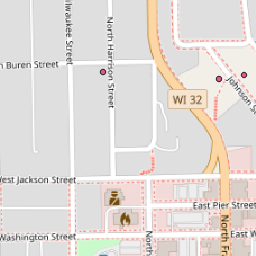 Milwaukee Street
North Harrison Street
n Buren Street
Johnson S
WI 32
West Jackson Street
East Pier Street
North Fr
Washington Street
North
East W